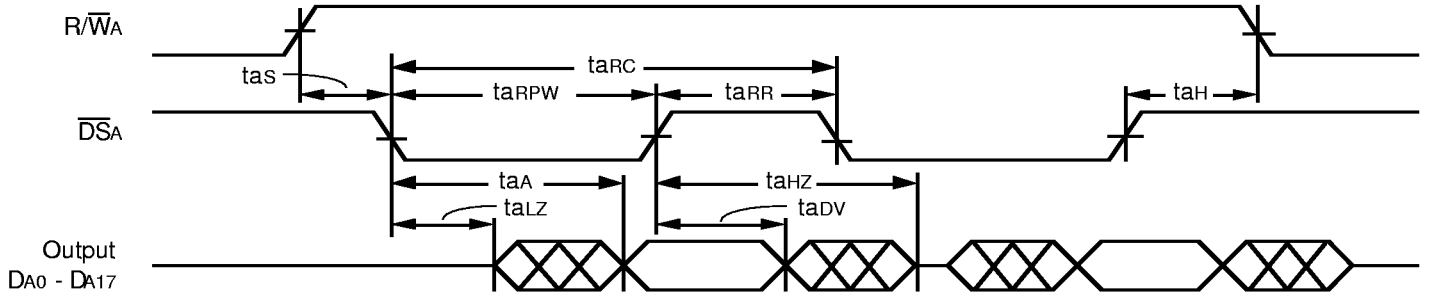 R/W̅A
taS
taRC
taRPW
taRR
taH
D̅S̅A
taA
taHZ
taLZ
taDV
Output
DA0 - DA17